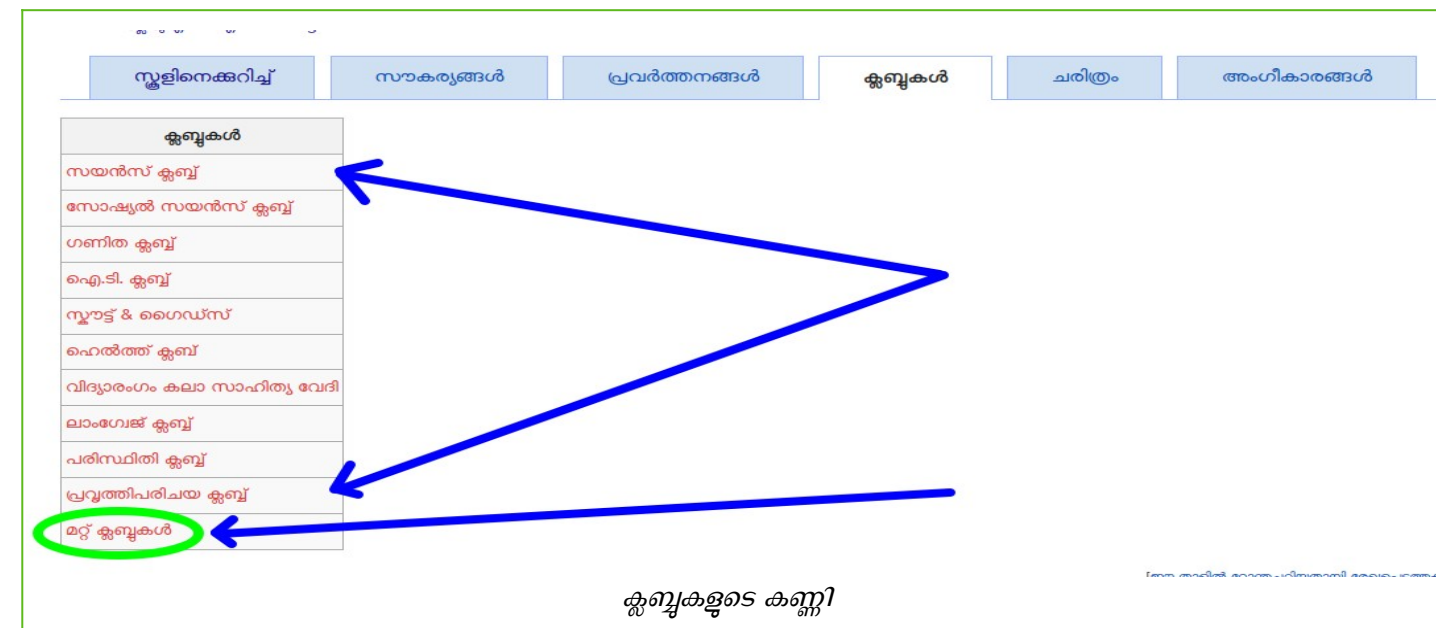 സ്കൂളിനെക്കുറിച്ച് സൗകര്യങ്ങൾ പ്രവർത്തനങ്ങൾ ക്ലബ്ബുകൾ ചരിത്രം അംഗീകാരങ്ങൾ
ക്ലബ്ബുകൾ
സയൻസ് ക്ലബ്ബ്
സോഷ്യൽ സയൻസ് ക്ലബ്ബ്
ഗണിത ക്ലബ്ബ്
ഐ.ടി. ക്ലബ്ബ്
സ്കൗട്ട് & ഗൈഡ്സ്
ഹെൽത്ത് ക്ലബ്
വിദ്യാരംഗം കലാ സാഹിത്യ വേദി
ലാംഗ്വേജ് ക്ലബ്ബ്
പരിസ്ഥിതി ക്ലബ്ബ്
പ്രവൃത്തിപരിചയ ക്ലബ്ബ്
മറ്റ് ക്ലബ്ബുകൾ
ക്ലബ്ബുകളുടെ കണ്ണി